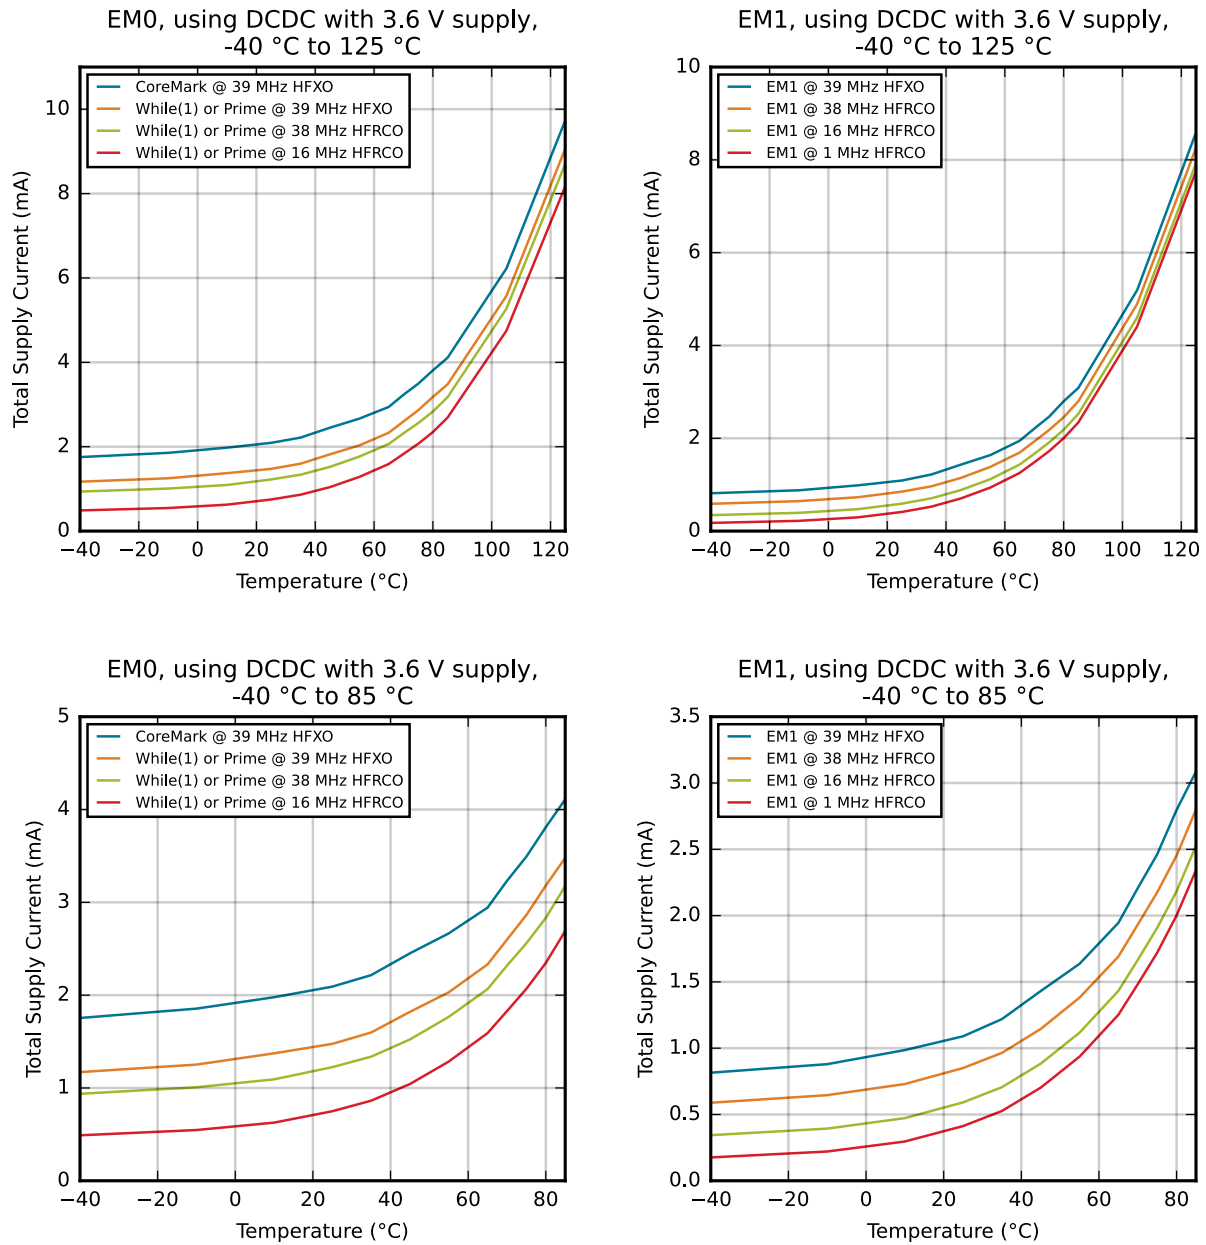 EM0, using DCDC with 3.6 V supply,
-40 °C to 125 °C
CoreMark @ 39 MHz HFXO
While(1) or Prime @ 39 MHz HFXO
While(1) or Prime @ 38 MHz HFRCO
While(1) or Prime @ 16 MHz HFRCO
Total Supply Current (mA)
10
8
6
4
2
0
−40 −20 0 20 40 60 80 100 120
Temperature (°C)
EM1, using DCDC with 3.6 V supply,
-40 °C to 125 °C
EM1 @ 39 MHz HFXO
EM1 @ 38 MHz HFRCO
EM1 @ 16 MHz HFRCO
EM1 @ 1 MHz HFRCO
Total Supply Current (mA)
10
8
6
4
2
0
−40 −20 0 20 40 60 80 100 120
Temperature (°C)
EM0, using DCDC with 3.6 V supply,
-40 °C to 85 °C
CoreMark @ 39 MHz HFXO
While(1) or Prime @ 39 MHz HFXO
While(1) or Prime @ 38 MHz HFRCO
While(1) or Prime @ 16 MHz HFRCO
Total Supply Current (mA)
5
4
3
2
1
0
−40 −20 0 20 40 60 80
Temperature (°C)
EM1, using DCDC with 3.6 V supply,
-40 °C to 85 °C
EM1 @ 39 MHz HFXO
EM1 @ 38 MHz HFRCO
EM1 @ 16 MHz HFRCO
EM1 @ 1 MHz HFRCO
Total Supply Current (mA)
3.5
3.0
2.5
2.0
1.5
1.0
0.5
0.0
−40 −20 0 20 40 60 80
Temperature (°C)